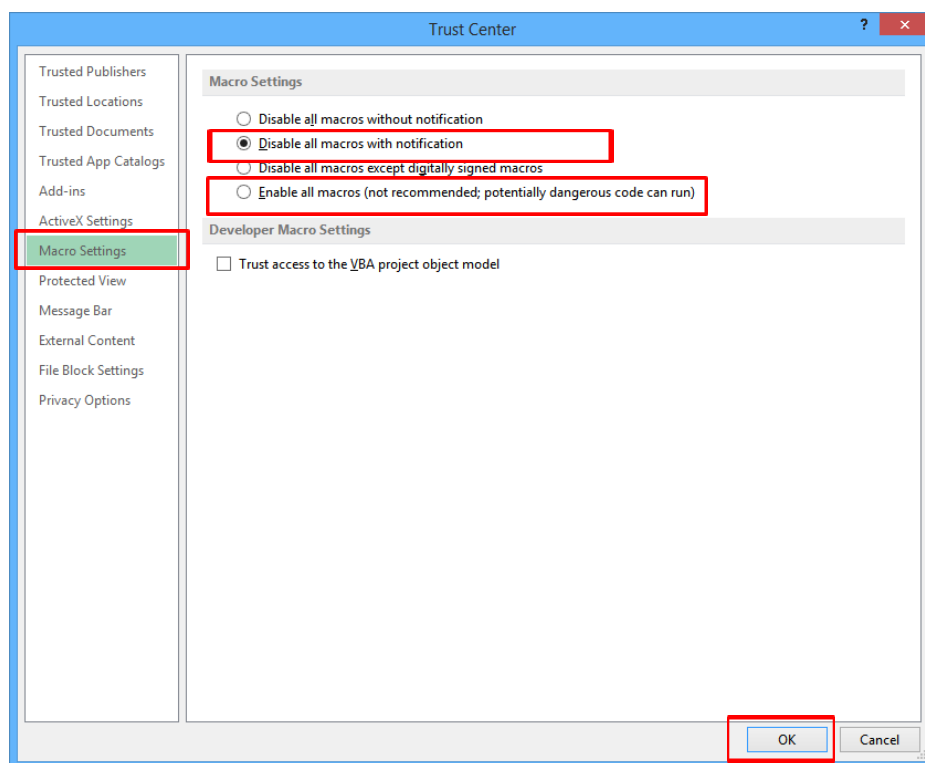 Trust Center
?
Trusted Publishers
Trusted Locations
Trusted Documents
Trusted App Catalogs
Add-ins
ActiveX Settings
Macro Settings
Protected View
Message Bar
External Content
File Block Settings
Privacy Options
Macro Settings
Disable all macros without notification
Disable all macros with notification
Disable all macros except digitally signed macros
Enable all macros (not recommended; potentially dangerous code can run)
Developer Macro Settings
Trust access to the VBA project object model
OK
Cancel